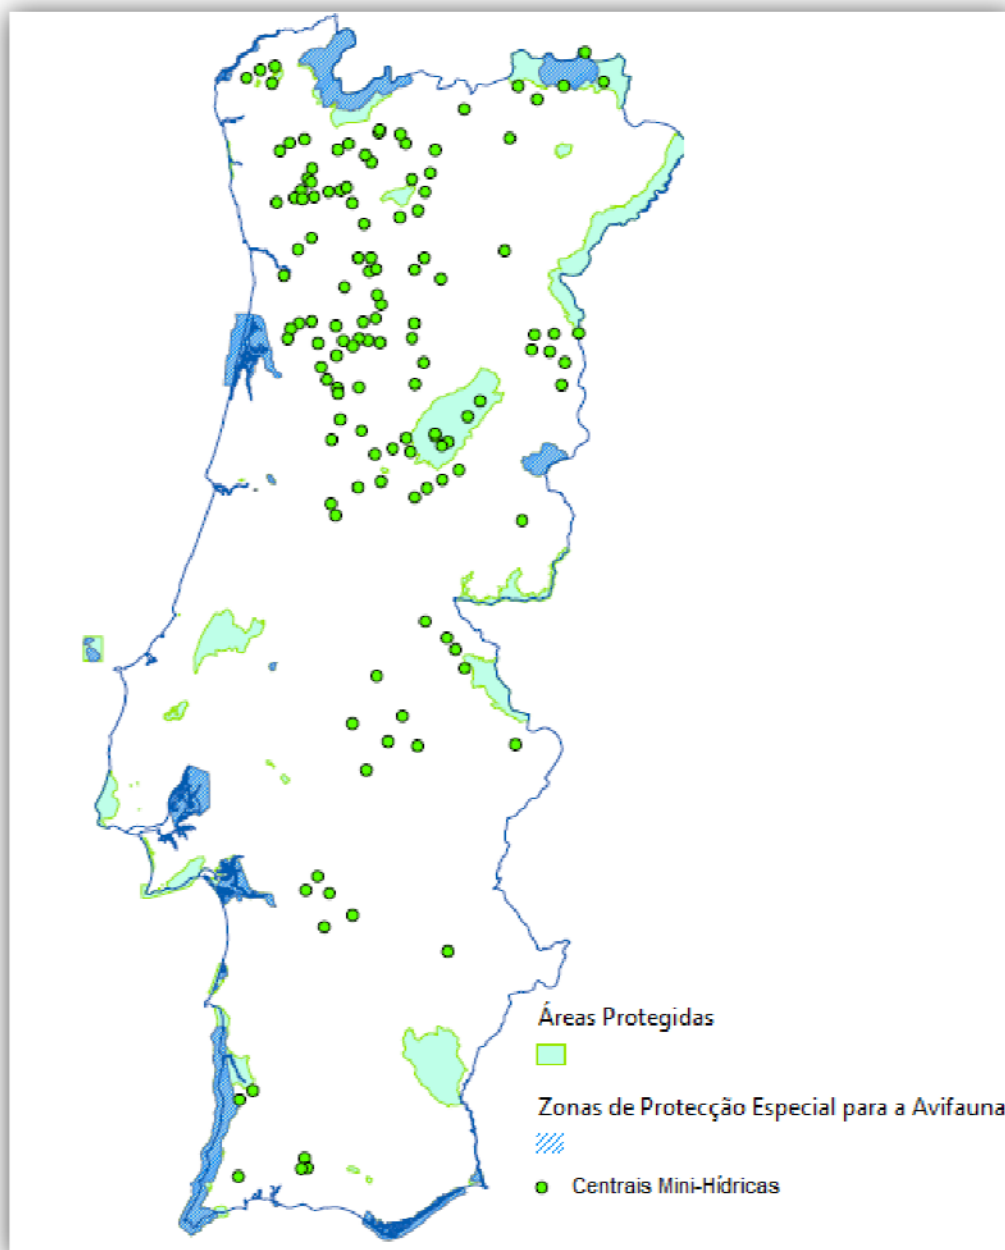 Áreas Protegidas
Zonas de Protecção Especial para a Avifauna
Centrais Mini-Hídricas